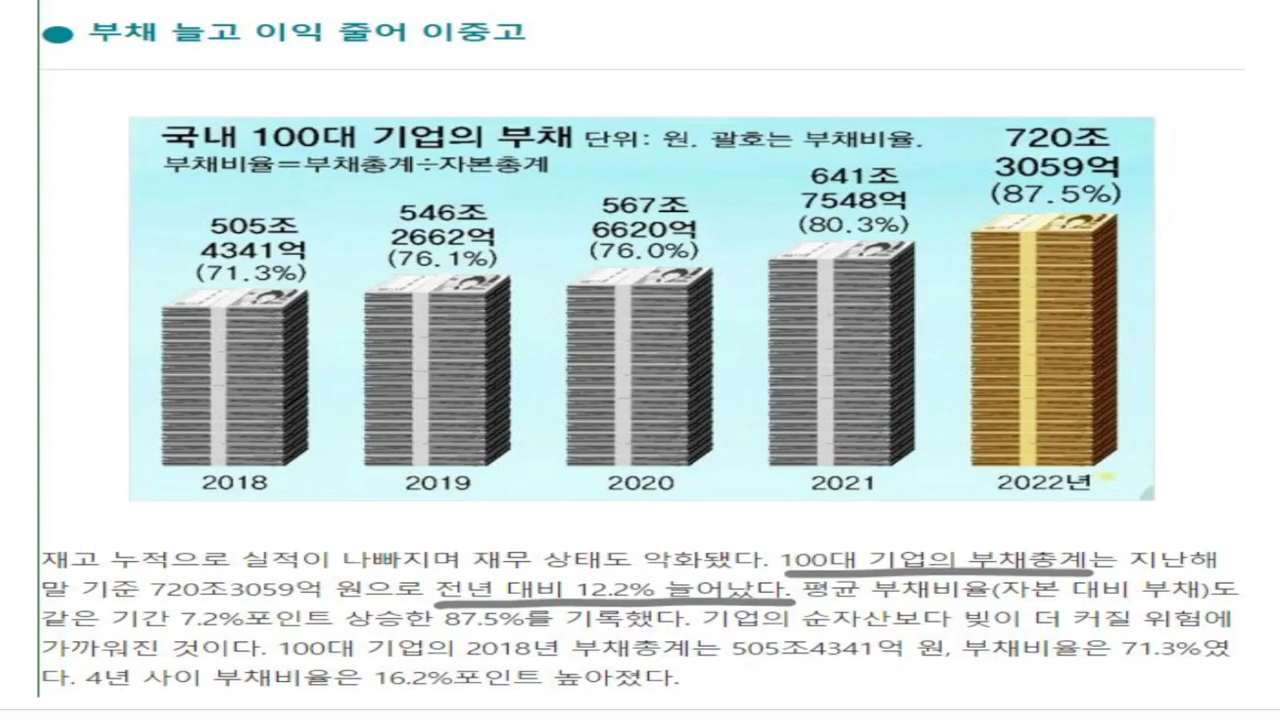 ● 부채 늘고 이익 줄어 이중고
국내 100대 기업의 부채 단위: 원. 괄호는 부채비율.
부채비율=부채총계÷자본총계
505조
4341억
(71.3%)
546조
2662억
(76.1%)
567조
6620억
(76.0%)
641조
7548억
(80.3%)
720조
3059억
(87.5%)
2018
2019
2020
2021
2022년
재고 누적으로 실적이 나빠지며 재무 상태도 악화됐다. 100대 기업의 부채총계는 지난해
말 기준 720조3059억 원으로 전년 대비 12.2% 늘어났다. 평균 부채비율(자본 대비 부채)도
같은 기간 7.2%포인트 상승한 87.5%를 기록했다. 기업의 순자산보다 빚이 더 커질 위험에
가까워진 것이다. 100대 기업의 2018년 부채총계는 505조4341억 원, 부채비율은 71.3%였
다. 4년 사이 부채비율은 16.2%포인트 높아졌다.